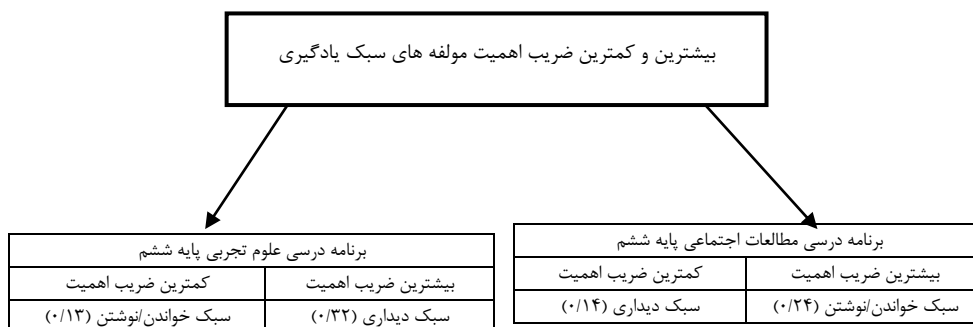 بیشترین و کمترین ضریب اهمیت مولفه های سبک یادگیری
برنامه درسی مطالعات اجتماعی پایه ششم
بیشترین ضریب اهمیت کمترین ضریب اهمیت
سبک خواندن/نوشتن (۰/۲۴) سبک دیداری (۰/۱۴)
برنامه درسی علوم تجربی پایه ششم
بیشترین ضریب اهمیت کمترین ضریب اهمیت
سبک دیداری (۰/۳۲) سبک خواندن/نوشتن (۰/۱۳)